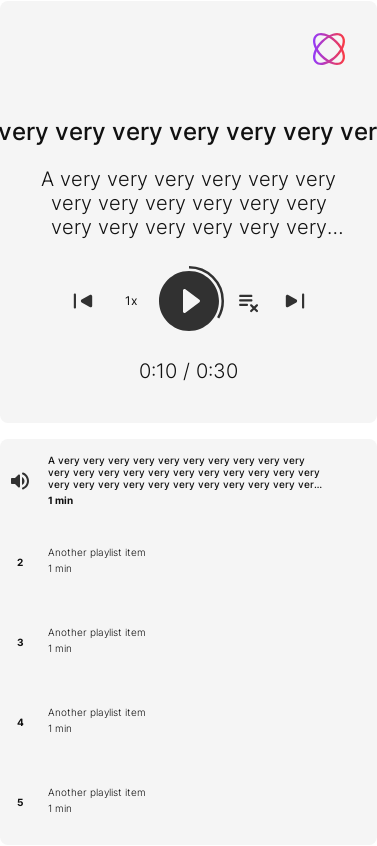 very very very very very very ver
A very very very very very very
very very very very very very
very very very very very very...
1x
0:10 / 0:30
A very very very very very very very very very very
very very very very very very very very very very very
very very very very very very very very very very ver...
1 min
2
Another playlist item
1 min
3
Another playlist item
1 min
4
Another playlist item
1 min
5
Another playlist item
1 min